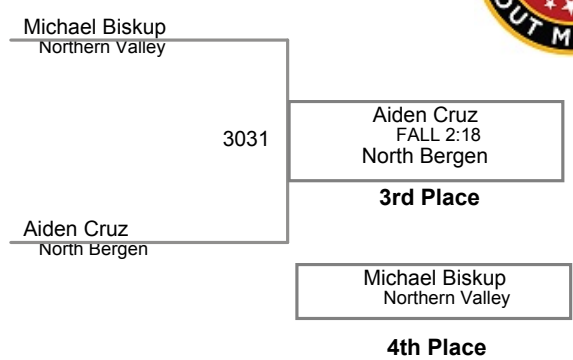 Michael Biskup
Northern Valley
OUT M
3031
Aiden Cruz
FALL 2:18
North Bergen
3rd Place
Aiden Cruz
North Bergen
Michael Biskup
Northern Valley
4th Place